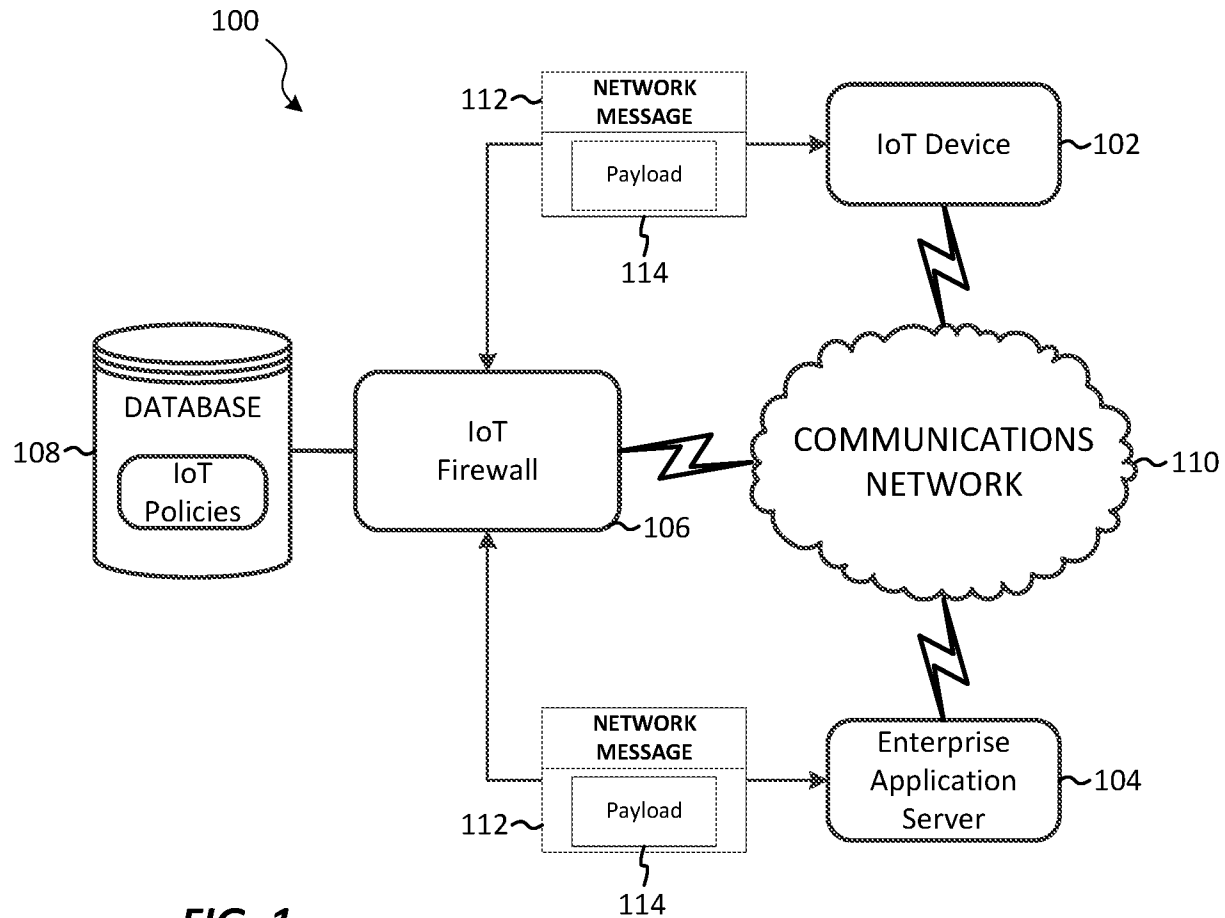 100
112
NETWORK
MESSAGE
Payload
114
IoT Device
102
DATABASE
IoT
Policies
108
IoT
Firewall
106
COMMUNICATIONS
NETWORK
110
NETWORK
MESSAGE
Payload
112
114
Enterprise
Application
Server
104
FIG. 1